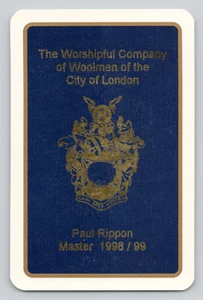 The Worshipful Company
of Woolmen of the
City of London
Paul Rippon
Master 1998 / 99